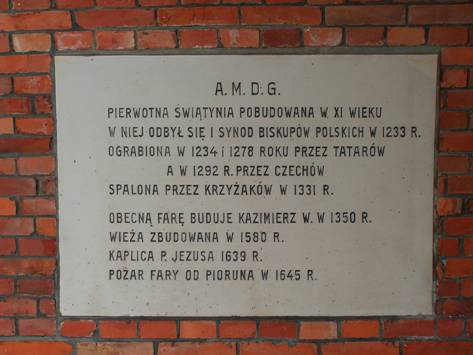 A. M. D. G.
PIERWOTNA ŚWIĄTYNIA POBUDOWANA W XI WIEKU
W NIEJ ODBYŁ SIĘ I SYNOD BISKUPÓW POLSKICH W 1233 R.
OGRABIONA W 1234 i 1278 ROKU PRZEZ TATARÓW
A W 1292 R. PRZEZ CZECHÓW
SPALONA PRZEZ KRZYŻAKÓW W 1331 R.
OBECNĄ FARĘ BUDUJE KAZIMIERZ W. W 1350 R.
WIEŻA ZBUDOWANA W 1580 R.
KAPLICA P. JEZUSA 1639 R.
POŻAR FARY OD PIORUNA W 1645 R.